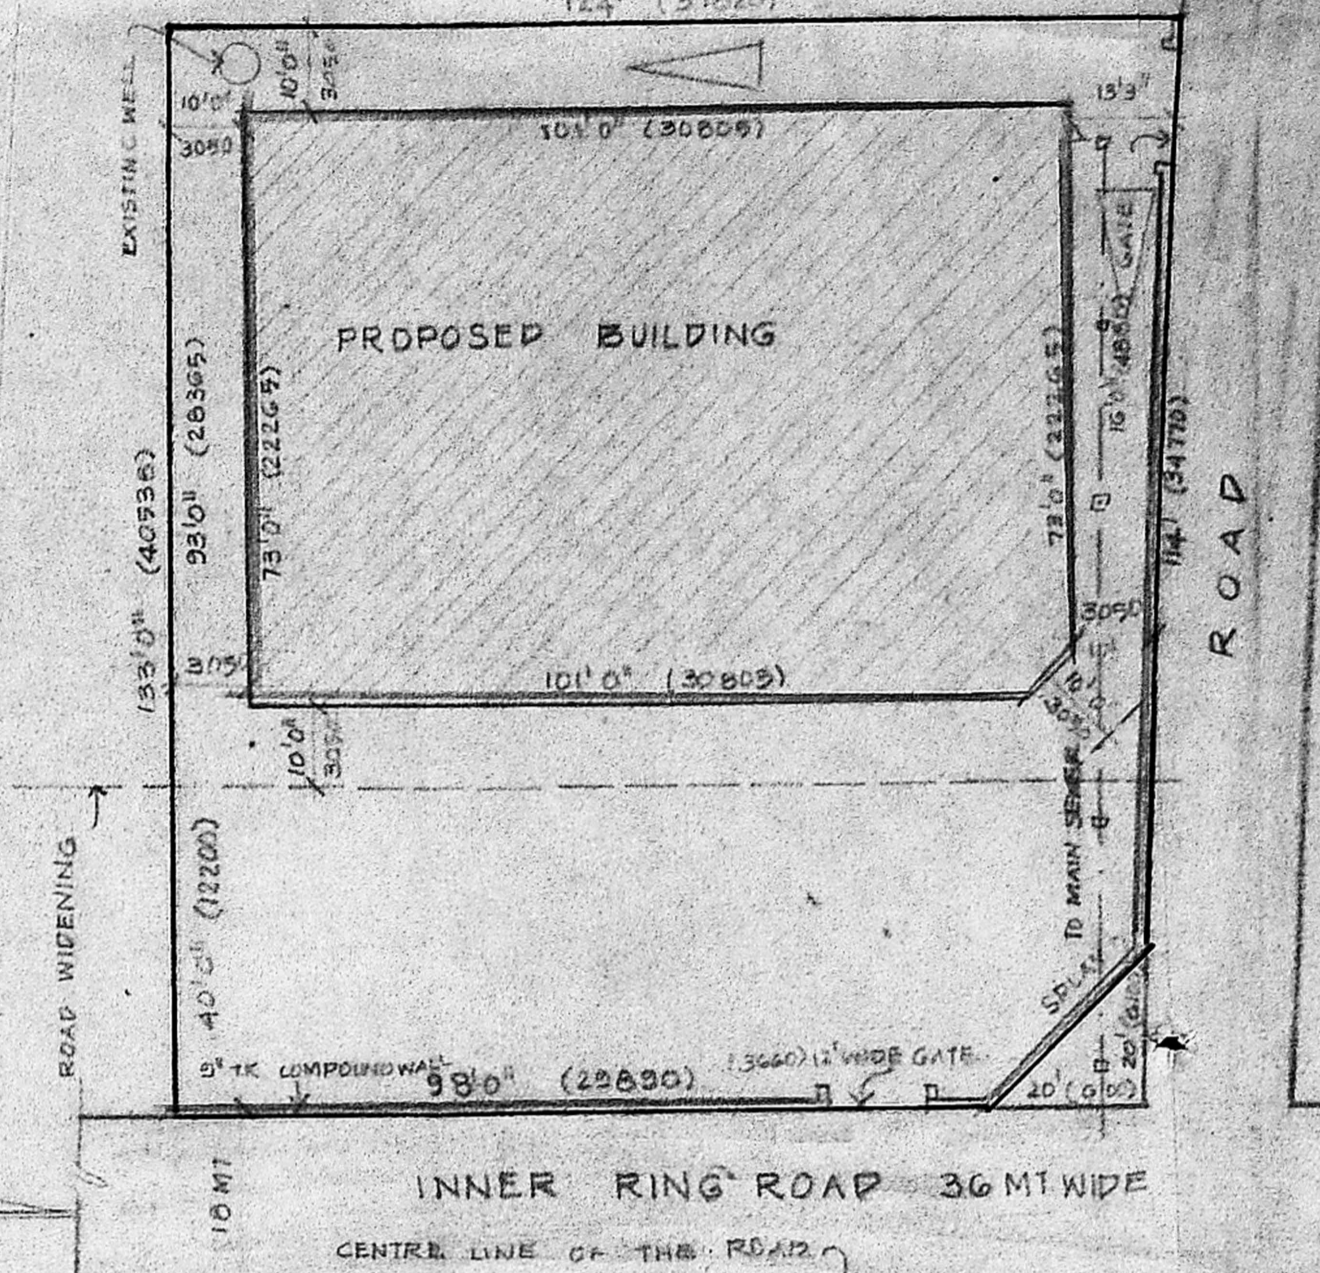 124'
10'0"
3050
13'3"
EXISTING WELL
10'0"
3050
101'0" (30805)
GATE
16'0" (4850)
PROPOSED BUILDING
93'0" (28365)
73'0" (22265)
73'0" (22265)
114' (34770)
133'0" (40538)
ROAD
3050
101'0" (30805)
10'0"
TO MAIN SEWER
40'0" (12200)
ROAD WIDENING
SPLAY
20'
9" TK COMPOUND WALL
98'0" (29890)
(3660) 12' WIDE GATE
20'
18 MT
INNER RING ROAD 36 MT WIDE
CENTRE LINE OF THE ROAD